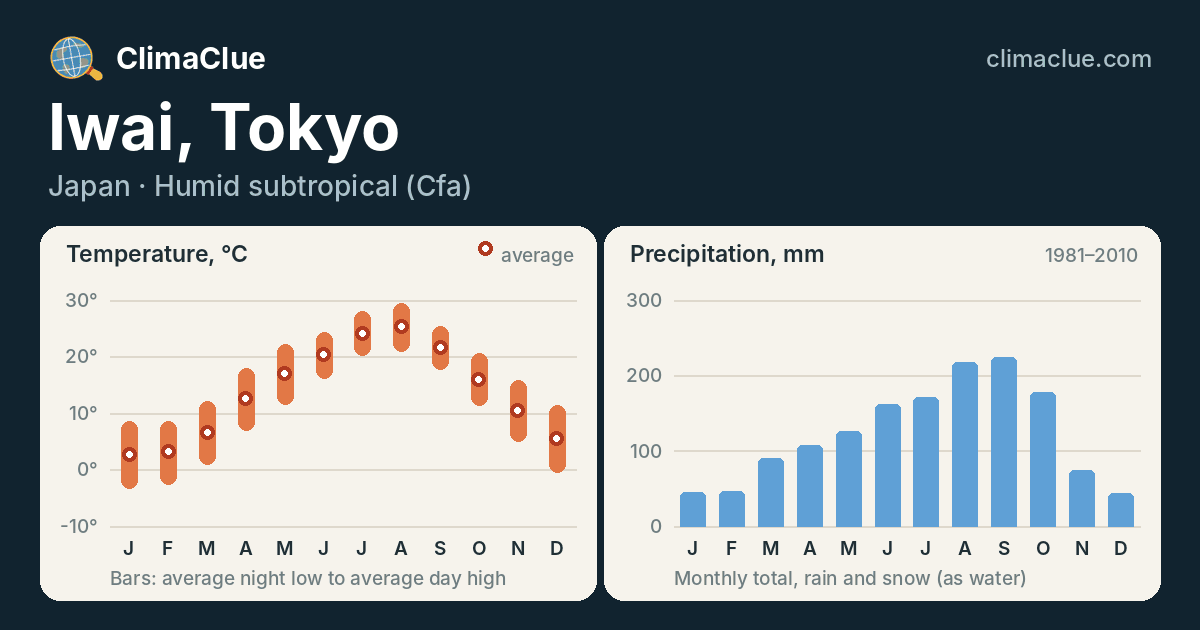 ClimaClue
climaclue.com
Iwai, Tokyo
Japan · Humid subtropical (Cfa)
Temperature, °C
average
30°
20°
10°
0°
-10°
J F M A M J J A S O N D
Bars: average night low to average day high
Precipitation, mm
1981–2010
300
200
100
0
J F M A M J J A S O N D
Monthly total, rain and snow (as water)